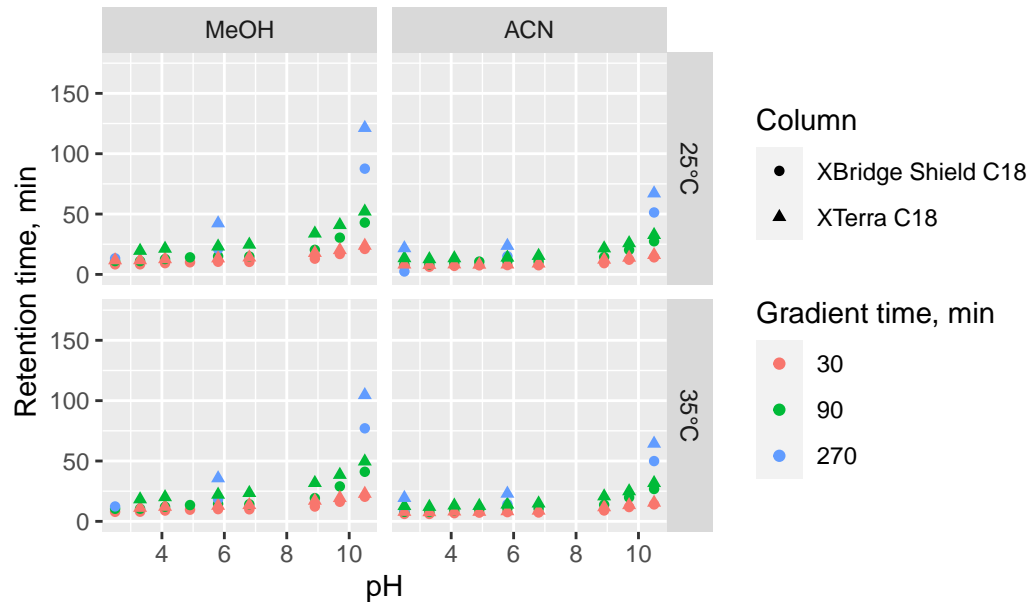 MeOH
ACN
150
100
50
0
25°C
150
100
50
0
35°C
4
6
8
10
4
6
8
10
pH
Retention time, min
Column
XBridge Shield C18
XTerra C18
Gradient time, min
30
90
270